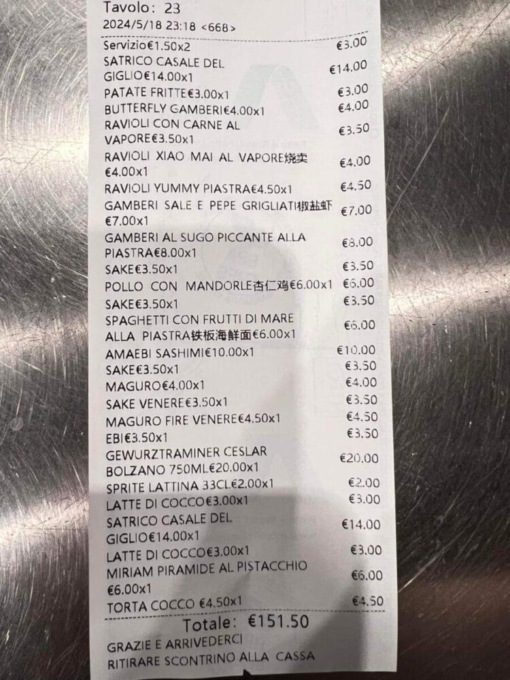 Tavolo: 23
2024/5/18 23:18 <668>
Servizio€1.50x2 €3.00
SATRICO CASALE DEL
GIGLIO€14.00x1 €14.00
PATATE FRITTE€3.00x1 €3.00
BUTTERFLY GAMBERI€4.00x1 €4.00
RAVIOLI CON CARNE AL
VAPORE€3.50x1 €3.50
RAVIOLI XIAO MAI AL VAPORE烧卖
€4.00x1 €4.00
RAVIOLI YUMMY PIASTRA€4.50x1 €4.50
GAMBERI SALE E PEPE GRIGLIATI椒盐虾
€7.00x1 €7.00
GAMBERI AL SUGO PICCANTE ALLA
PIASTRA€8.00x1 €8.00
SAKE€3.50x1 €3.50
POLLO CON MANDORLE杏仁鸡€6.00x1 €6.00
SAKE€3.50x1 €3.50
SPAGHETTI CON FRUTTI DI MARE
ALLA PIASTRA铁板海鲜面€6.00x1 €6.00
AMAEBI SASHIMI€10.00x1 €10.00
SAKE€3.50x1 €3.50
MAGURO€4.00x1 €4.00
SAKE VENERE€3.50x1 €3.50
MAGURO FIRE VENERE€4.50x1 €4.50
EBI€3.50x1 €3.50
GEWURZTRAMINER CESLAR
BOLZANO 750ML€20.00x1 €20.00
SPRITE LATTINA 33CL€2.00x1 €2.00
LATTE DI COCCO€3.00x1 €3.00
SATRICO CASALE DEL
GIGLIO€14.00x1 €14.00
LATTE DI COCCO€3.00x1 €3.00
MIRIAM PIRAMIDE AL PISTACCHIO
€6.00x1 €6.00
TORTA COCCO €4.50x1 €4.50
Totale: €151.50
GRAZIE E ARRIVEDERCI
RITIRARE SCONTRINO ALLA CASSA